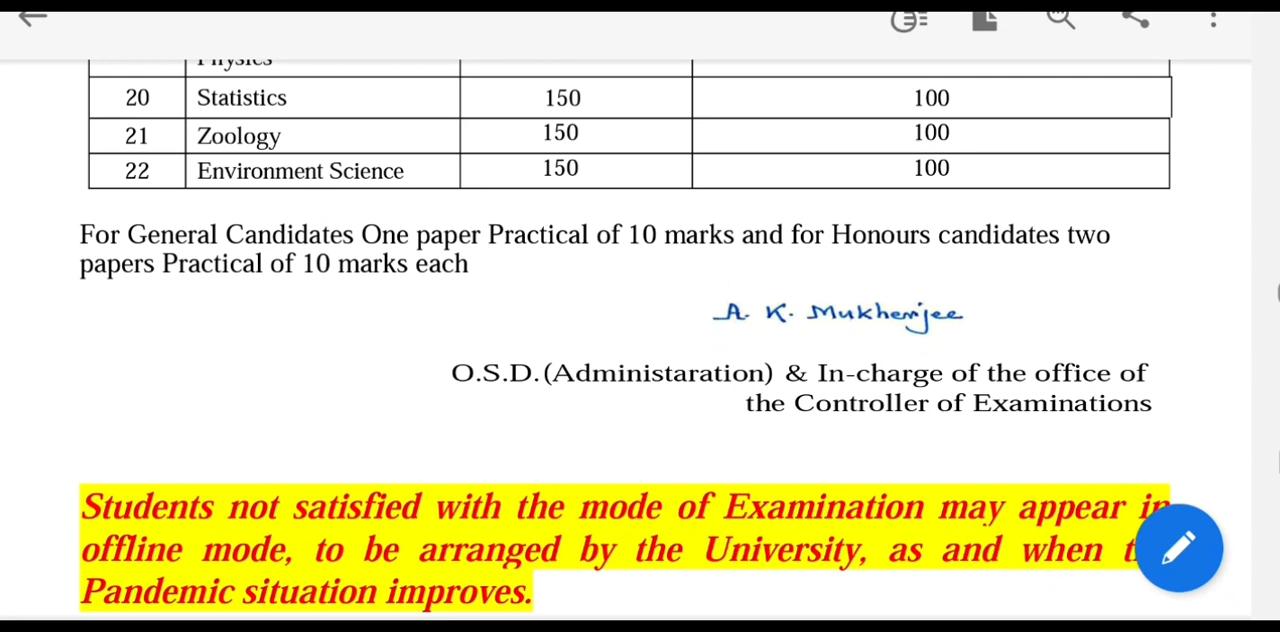 Physics
20 Statistics 150 100
21 Zoology 150 100
22 Environment Science 150 100
For General Candidates One paper Practical of 10 marks and for Honours candidates two
papers Practical of 10 marks each
A. K. Mukherjee
O.S.D.(Administaration) & In-charge of the office of
the Controller of Examinations
Students not satisfied with the mode of Examination may appear in
offline mode, to be arranged by the University, as and when
Pandemic situation improves.